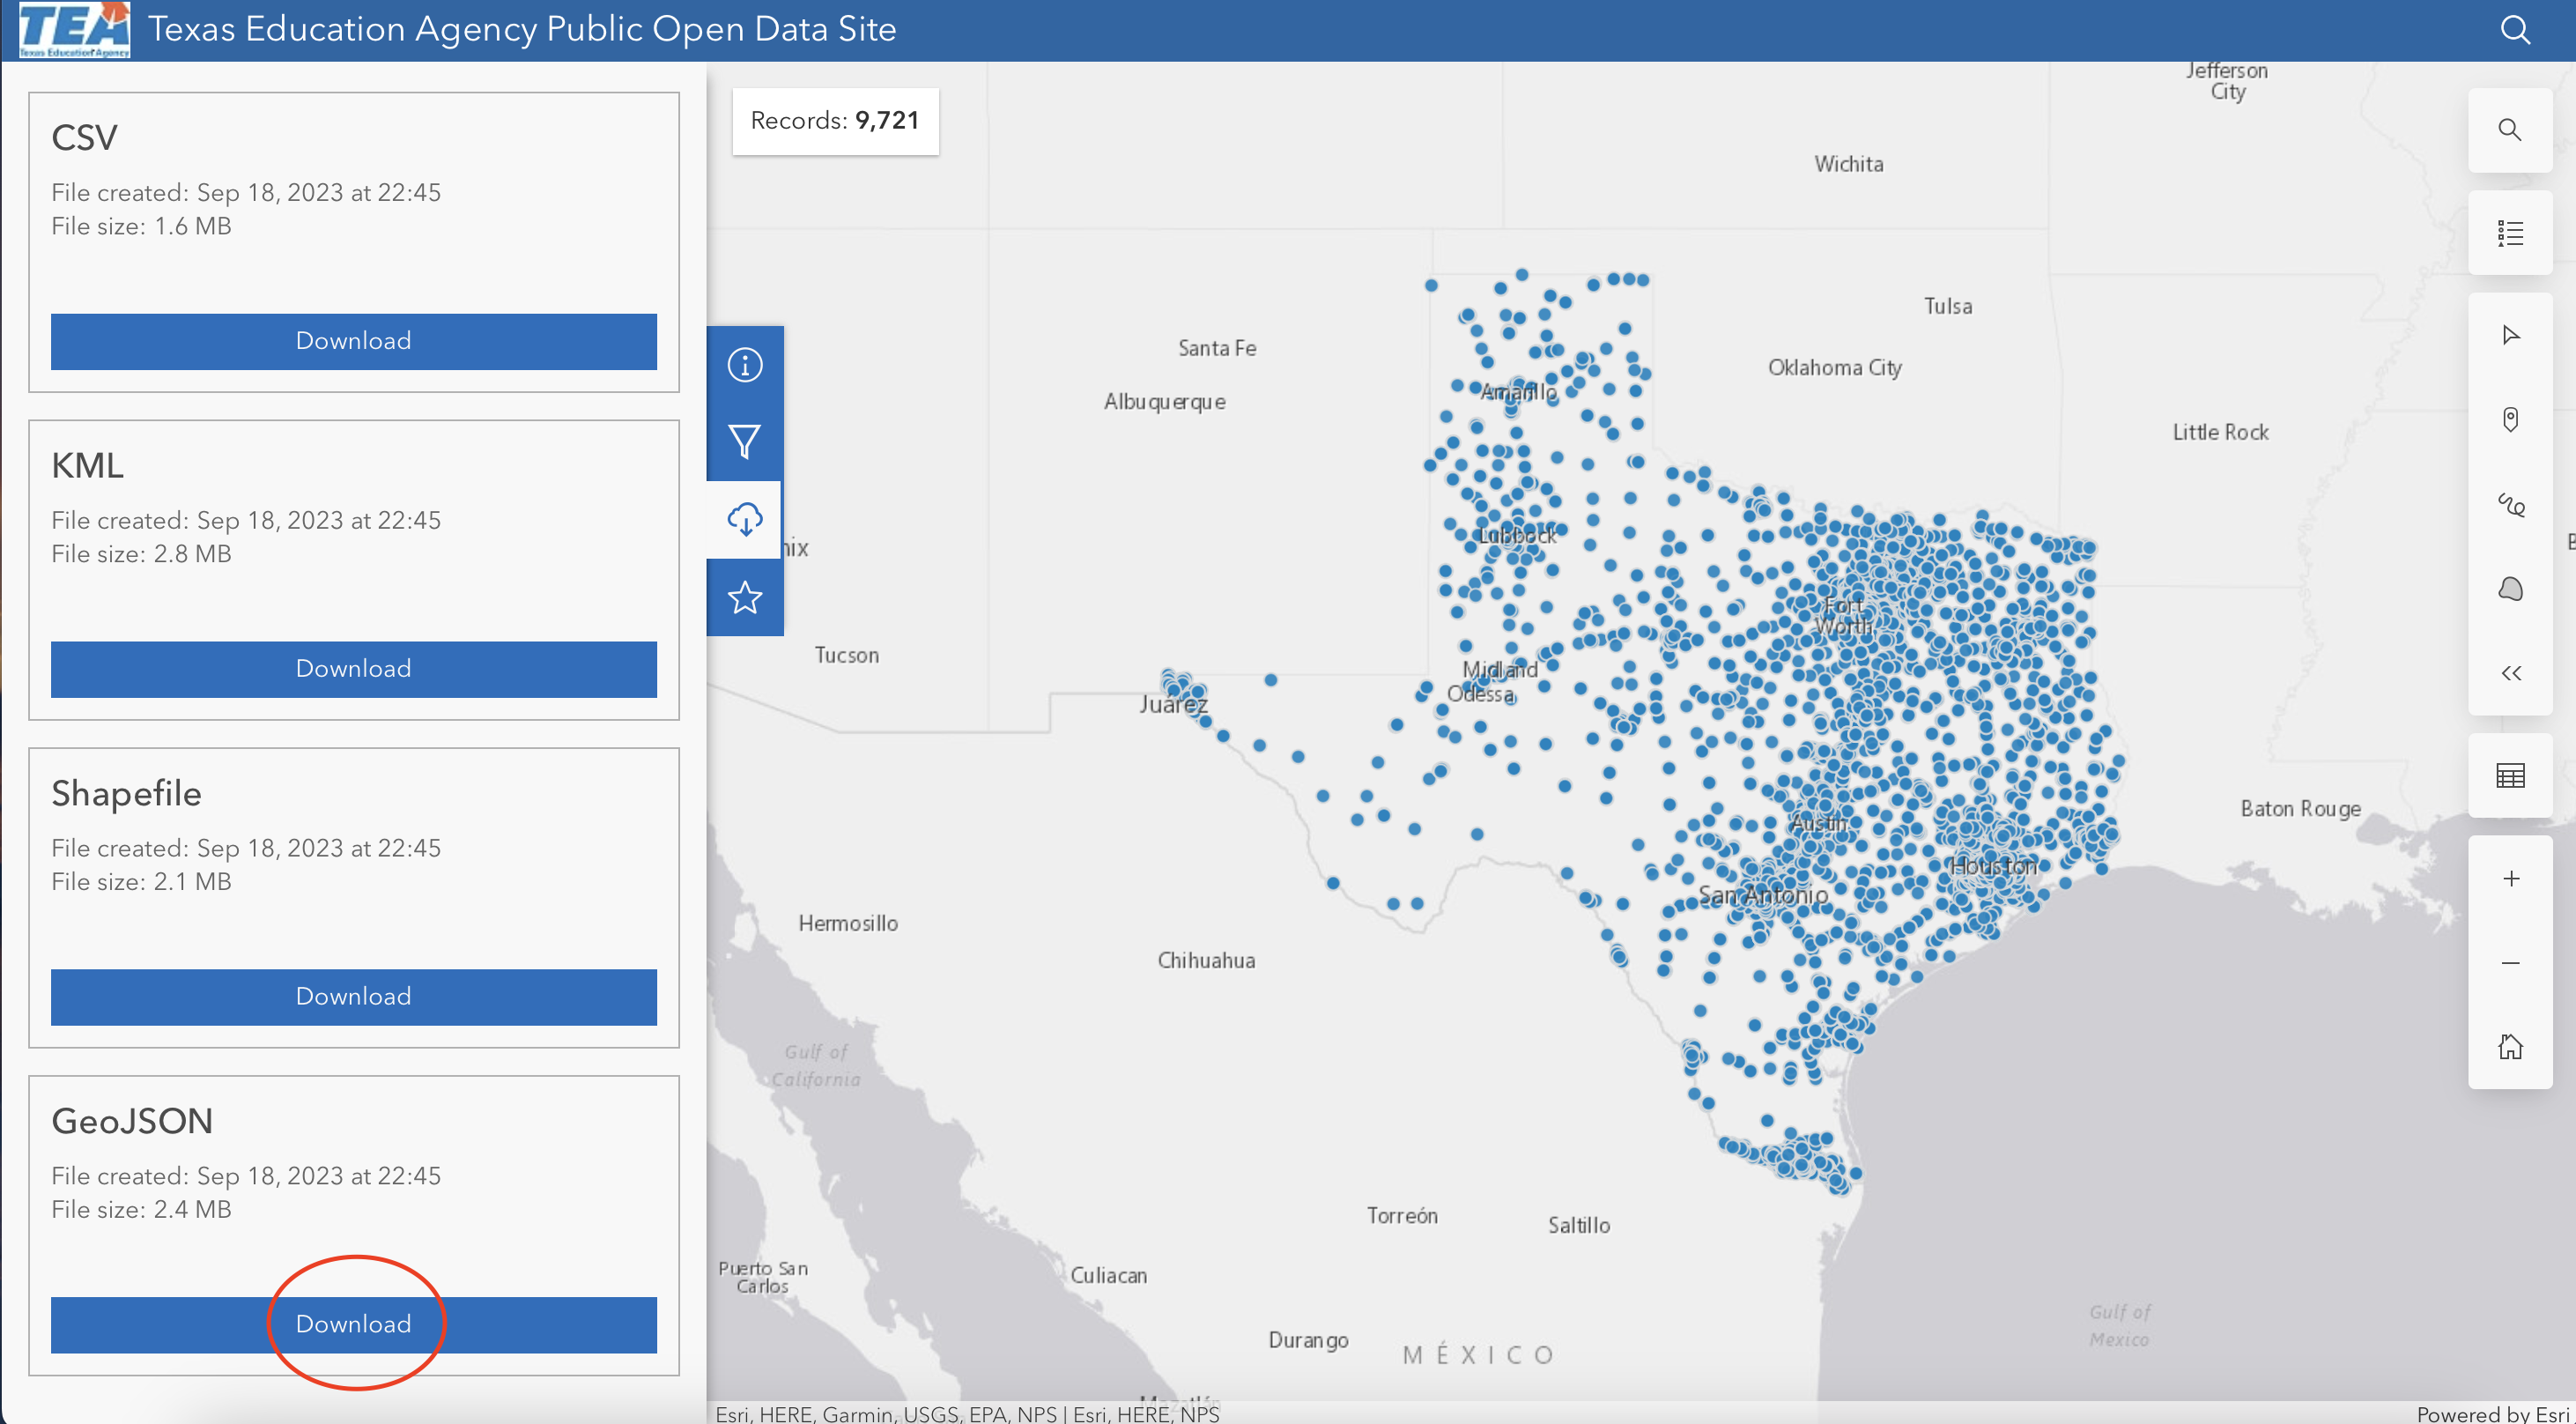 TEA
Texas Education Agency
Texas Education Agency Public Open Data Site
CSV
File created: Sep 18, 2023 at 22:45
File size: 1.6 MB
Download
KML
File created: Sep 18, 2023 at 22:45
File size: 2.8 MB
Download
Shapefile
File created: Sep 18, 2023 at 22:45
File size: 2.1 MB
Download
GeoJSON
File created: Sep 18, 2023 at 22:45
File size: 2.4 MB
Download
Records: 9,721
Jefferson
City
Wichita
Tulsa
Santa Fe
Oklahoma City
Amarillo
Albuquerque
Little Rock
Lubbock
nix
Fort
Worth
Tucson
Midland
Odessa
Juárez
Baton Rouge
Austin
Houston
San Antonio
Hermosillo
Chihuahua
Gulf of
California
Torreón
Saltillo
Puerto San
Carlos
Culiacan
Gulf of
Mexico
Durango
MÉXICO
Mazatlán
Esri, HERE, Garmin, USGS, EPA, NPS | Esri, HERE, NPS
Powered by Esri